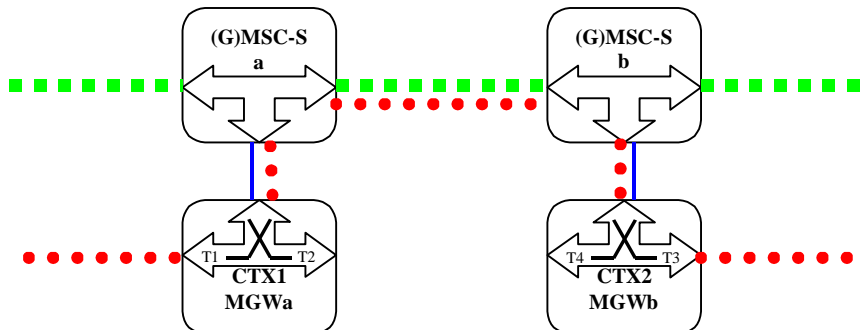 (G)MSC-S
a
(G)MSC-S
b
T1
T2
CTX1
MGWa
T4
T3
CTX2
MGWb